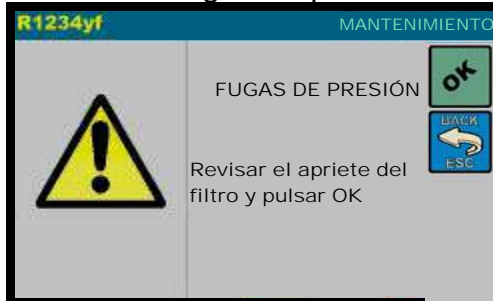 R1234yf
MANTENIMIENTO
FUGAS DE PRESIÓN
OK
BACK
ESC
Revisar el apriete del
filtro y pulsar OK